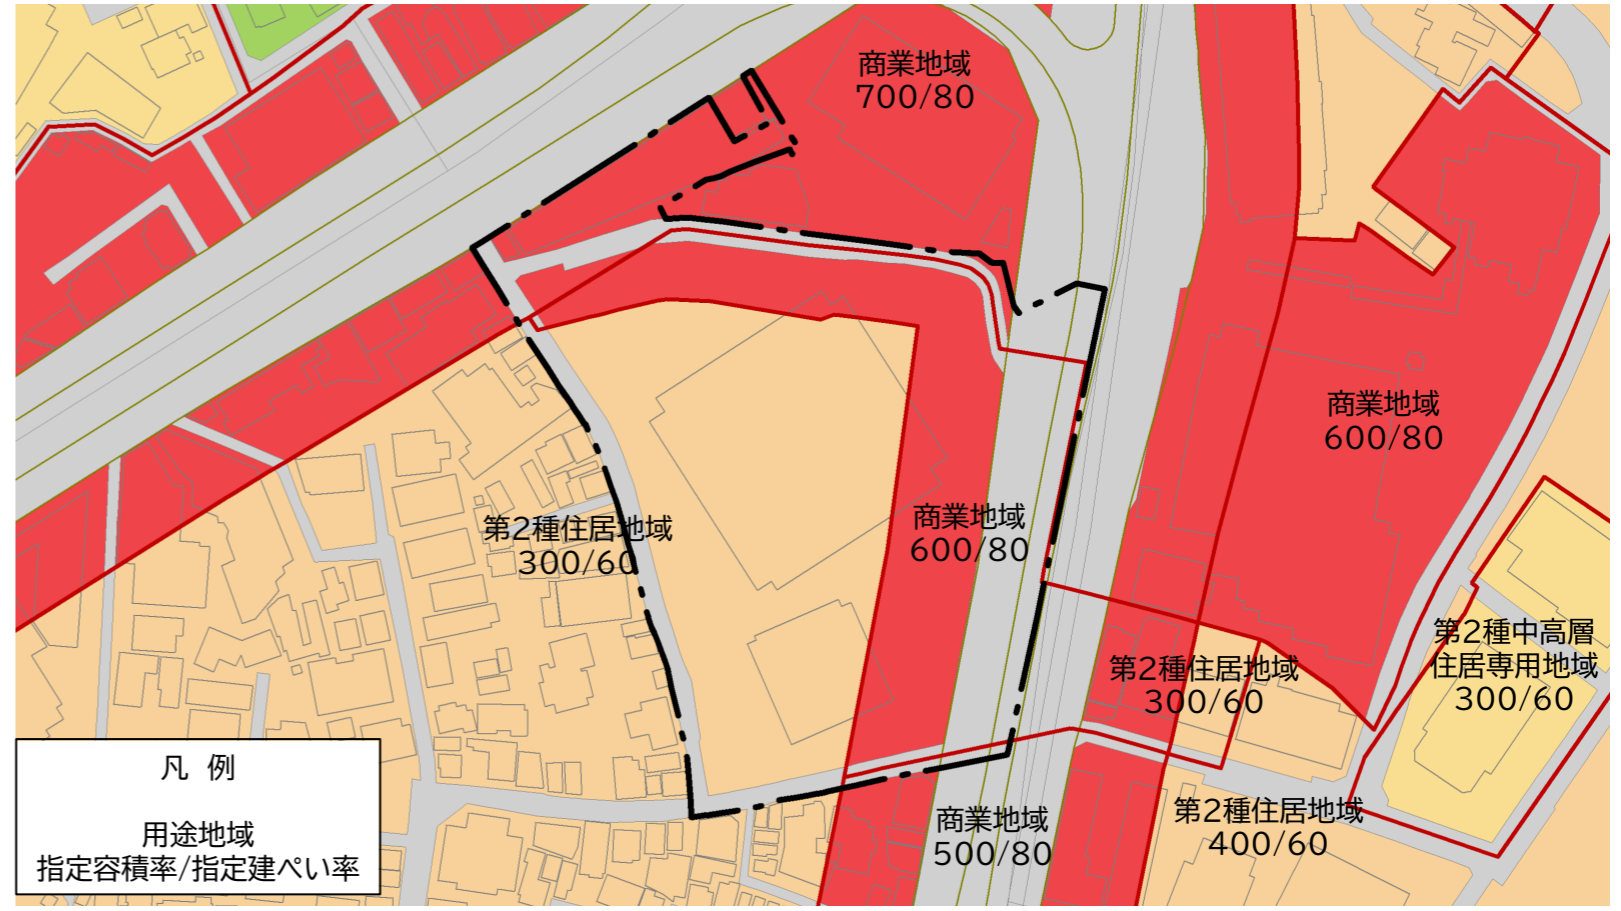 商業地域
700/80
商業地域
600/80
第2種住居地域
300/60
商業地域
600/80
第2種中高層
住居専用地域
300/60
第2種住居地域
300/60
商業地域
500/80
第2種住居地域
400/60
凡 例
用途地域
指定容積率/指定建ぺい率